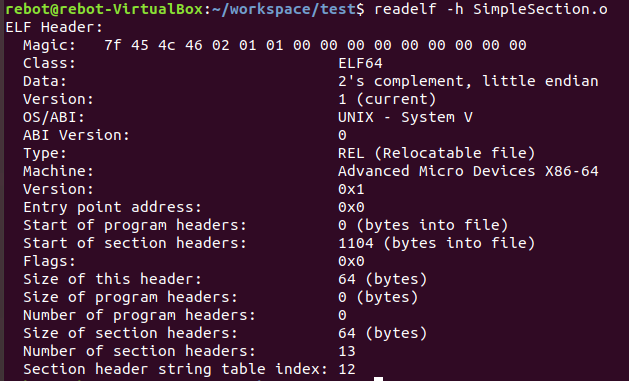 rebot@rebot-VirtualBox:~/workspace/test$ readelf -h SimpleSection.o
ELF Header:
  Magic:   7f 45 4c 46 02 01 01 00 00 00 00 00 00 00 00 00
  Class:                             ELF64
  Data:                              2's complement, little endian
  Version:                           1 (current)
  OS/ABI:                            UNIX - System V
  ABI Version:                       0
  Type:                              REL (Relocatable file)
  Machine:                           Advanced Micro Devices X86-64
  Version:                           0x1
  Entry point address:               0x0
  Start of program headers:          0 (bytes into file)
  Start of section headers:          1104 (bytes into file)
  Flags:                             0x0
  Size of this header:               64 (bytes)
  Size of program headers:           0 (bytes)
  Number of program headers:         0
  Size of section headers:           64 (bytes)
  Number of section headers:         13
  Section header string table index: 12